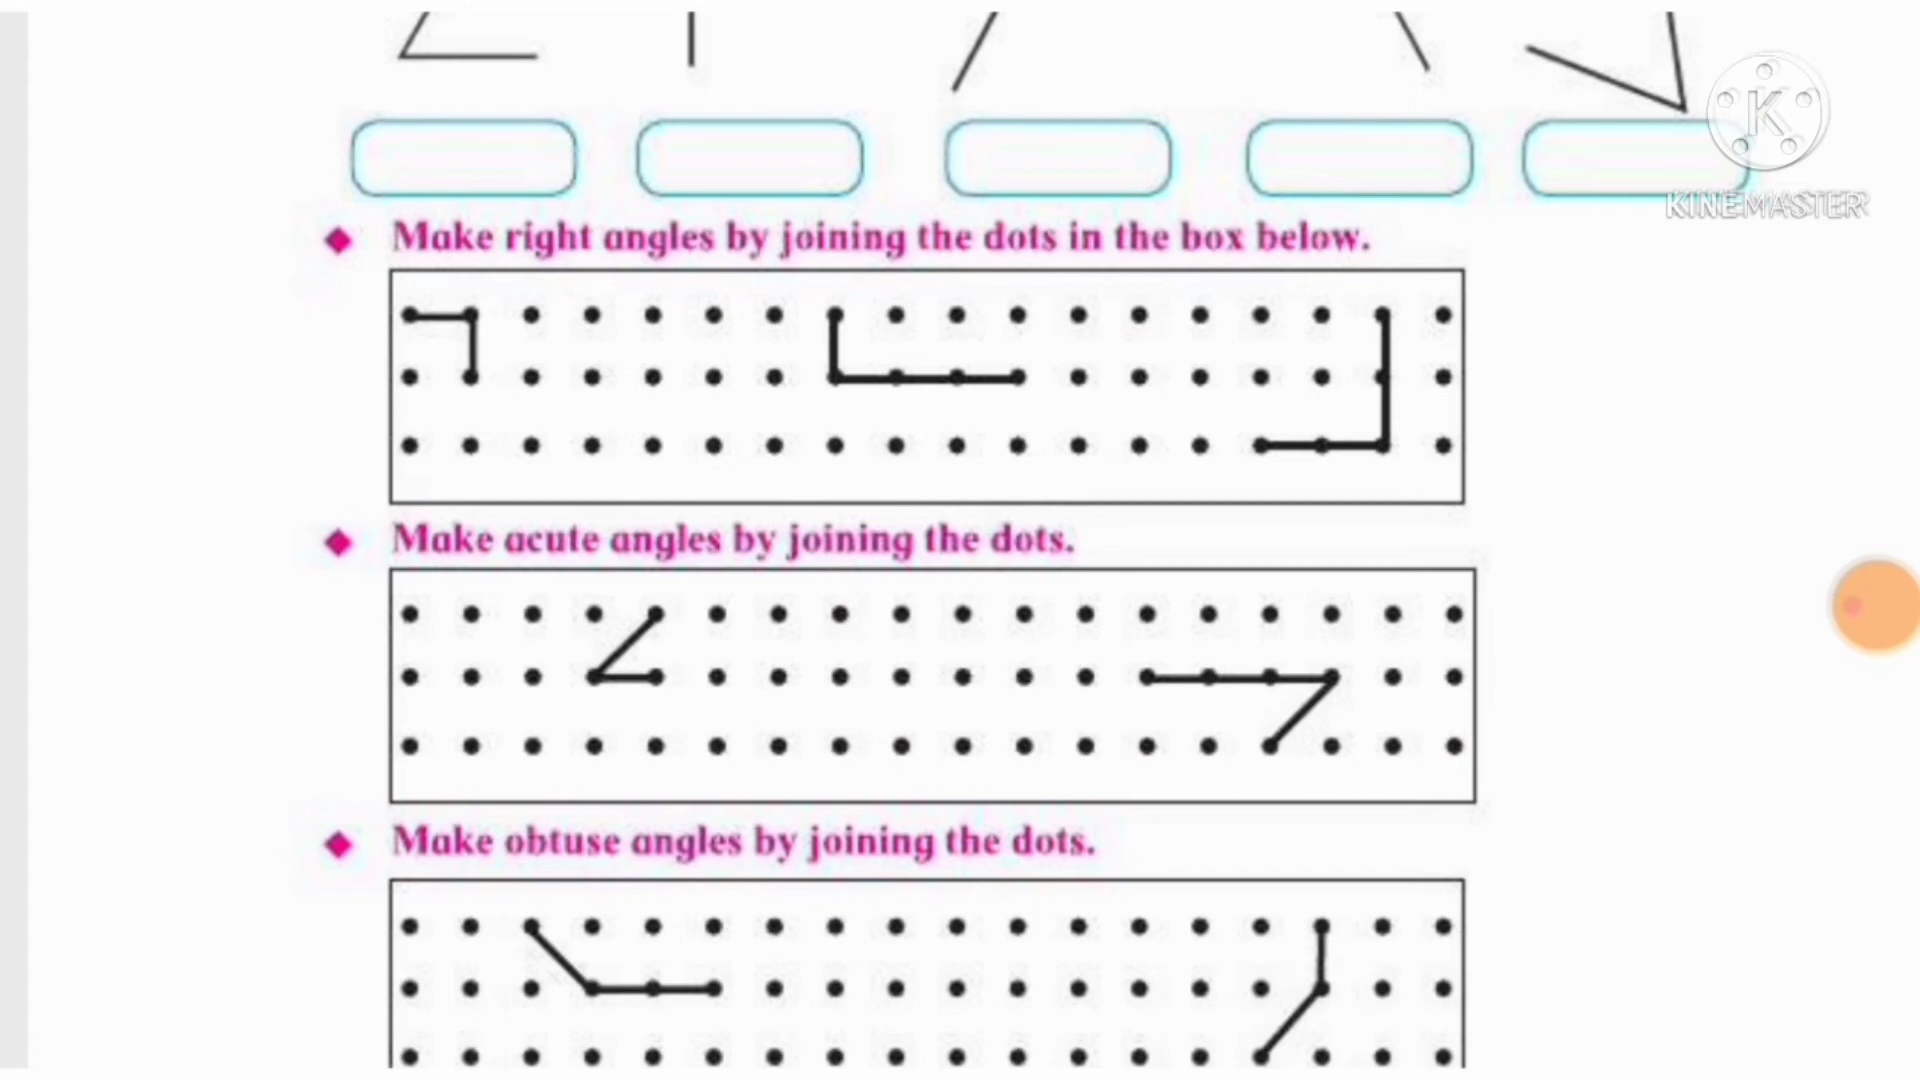 K
KINEMASTER
Make right angles by joining the dots in the box below.
Make acute angles by joining the dots.
Make obtuse angles by joining the dots.